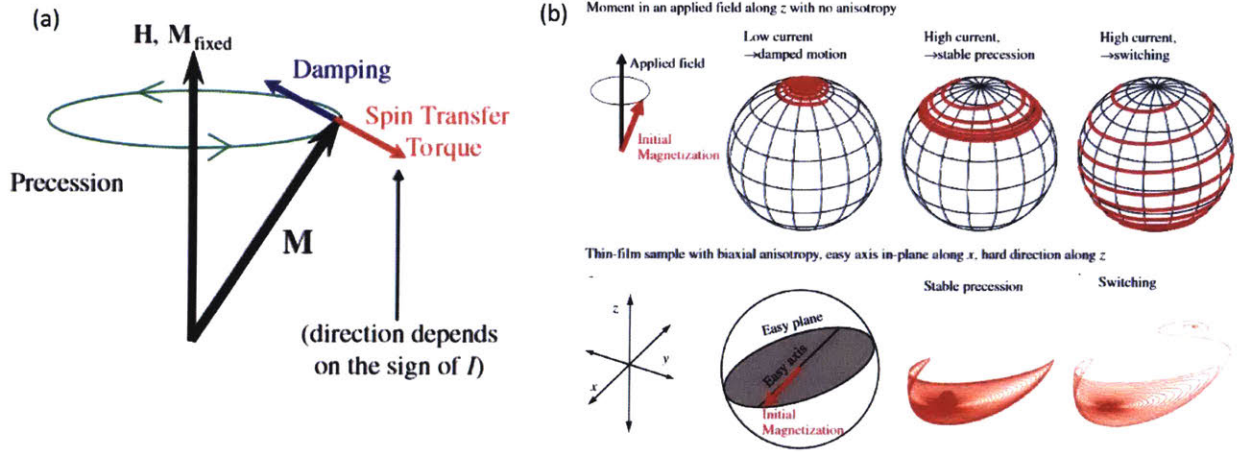 (a)
H, M fixed
Damping
Spin Transfer
Torque
Precession
M
(direction depends
on the sign of I)
(b)
Moment in an applied field along z with no anisotropy
Applied field
Initial
Magnetization
Low current
→damped motion
High current,
→stable precession
High current,
→switching
Thin-film sample with biaxial anisotropy, easy axis in-plane along x, hard direction along z
z
y
x
Easy plane
Easy axis
Initial
Magnetization
Stable precession
Switching